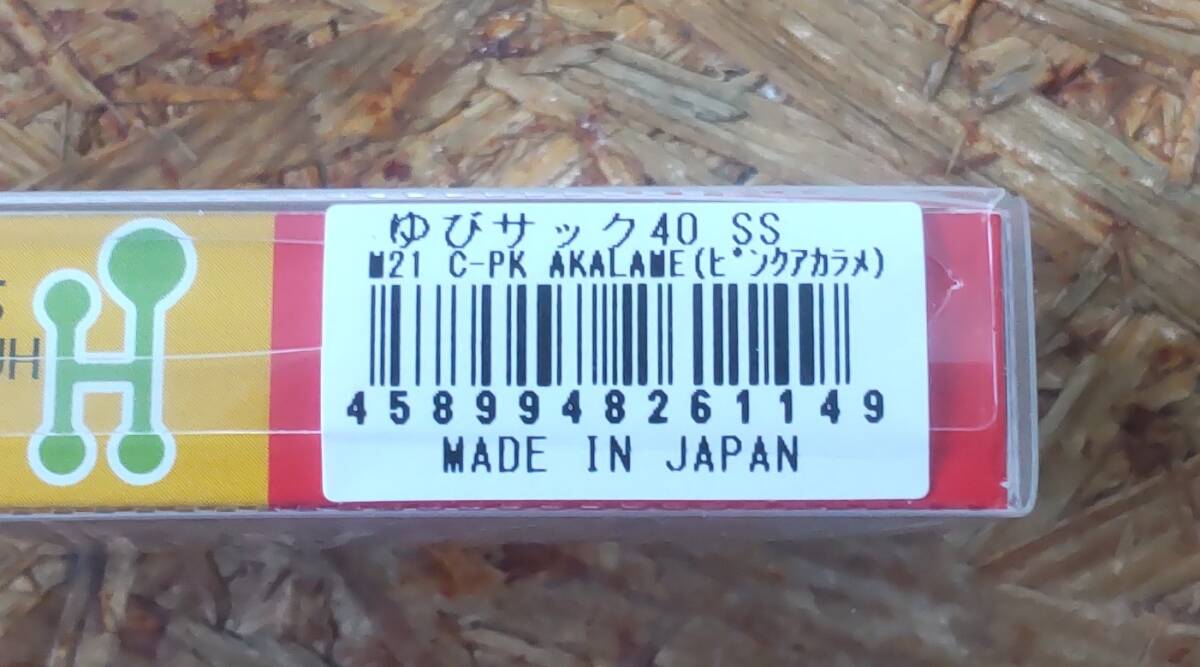 ゆびサック40 SS
M21 C-PK AKALAME(ﾋﾟﾝｸｱｶﾗﾒ)
4589948261149
MADE IN JAPAN
H